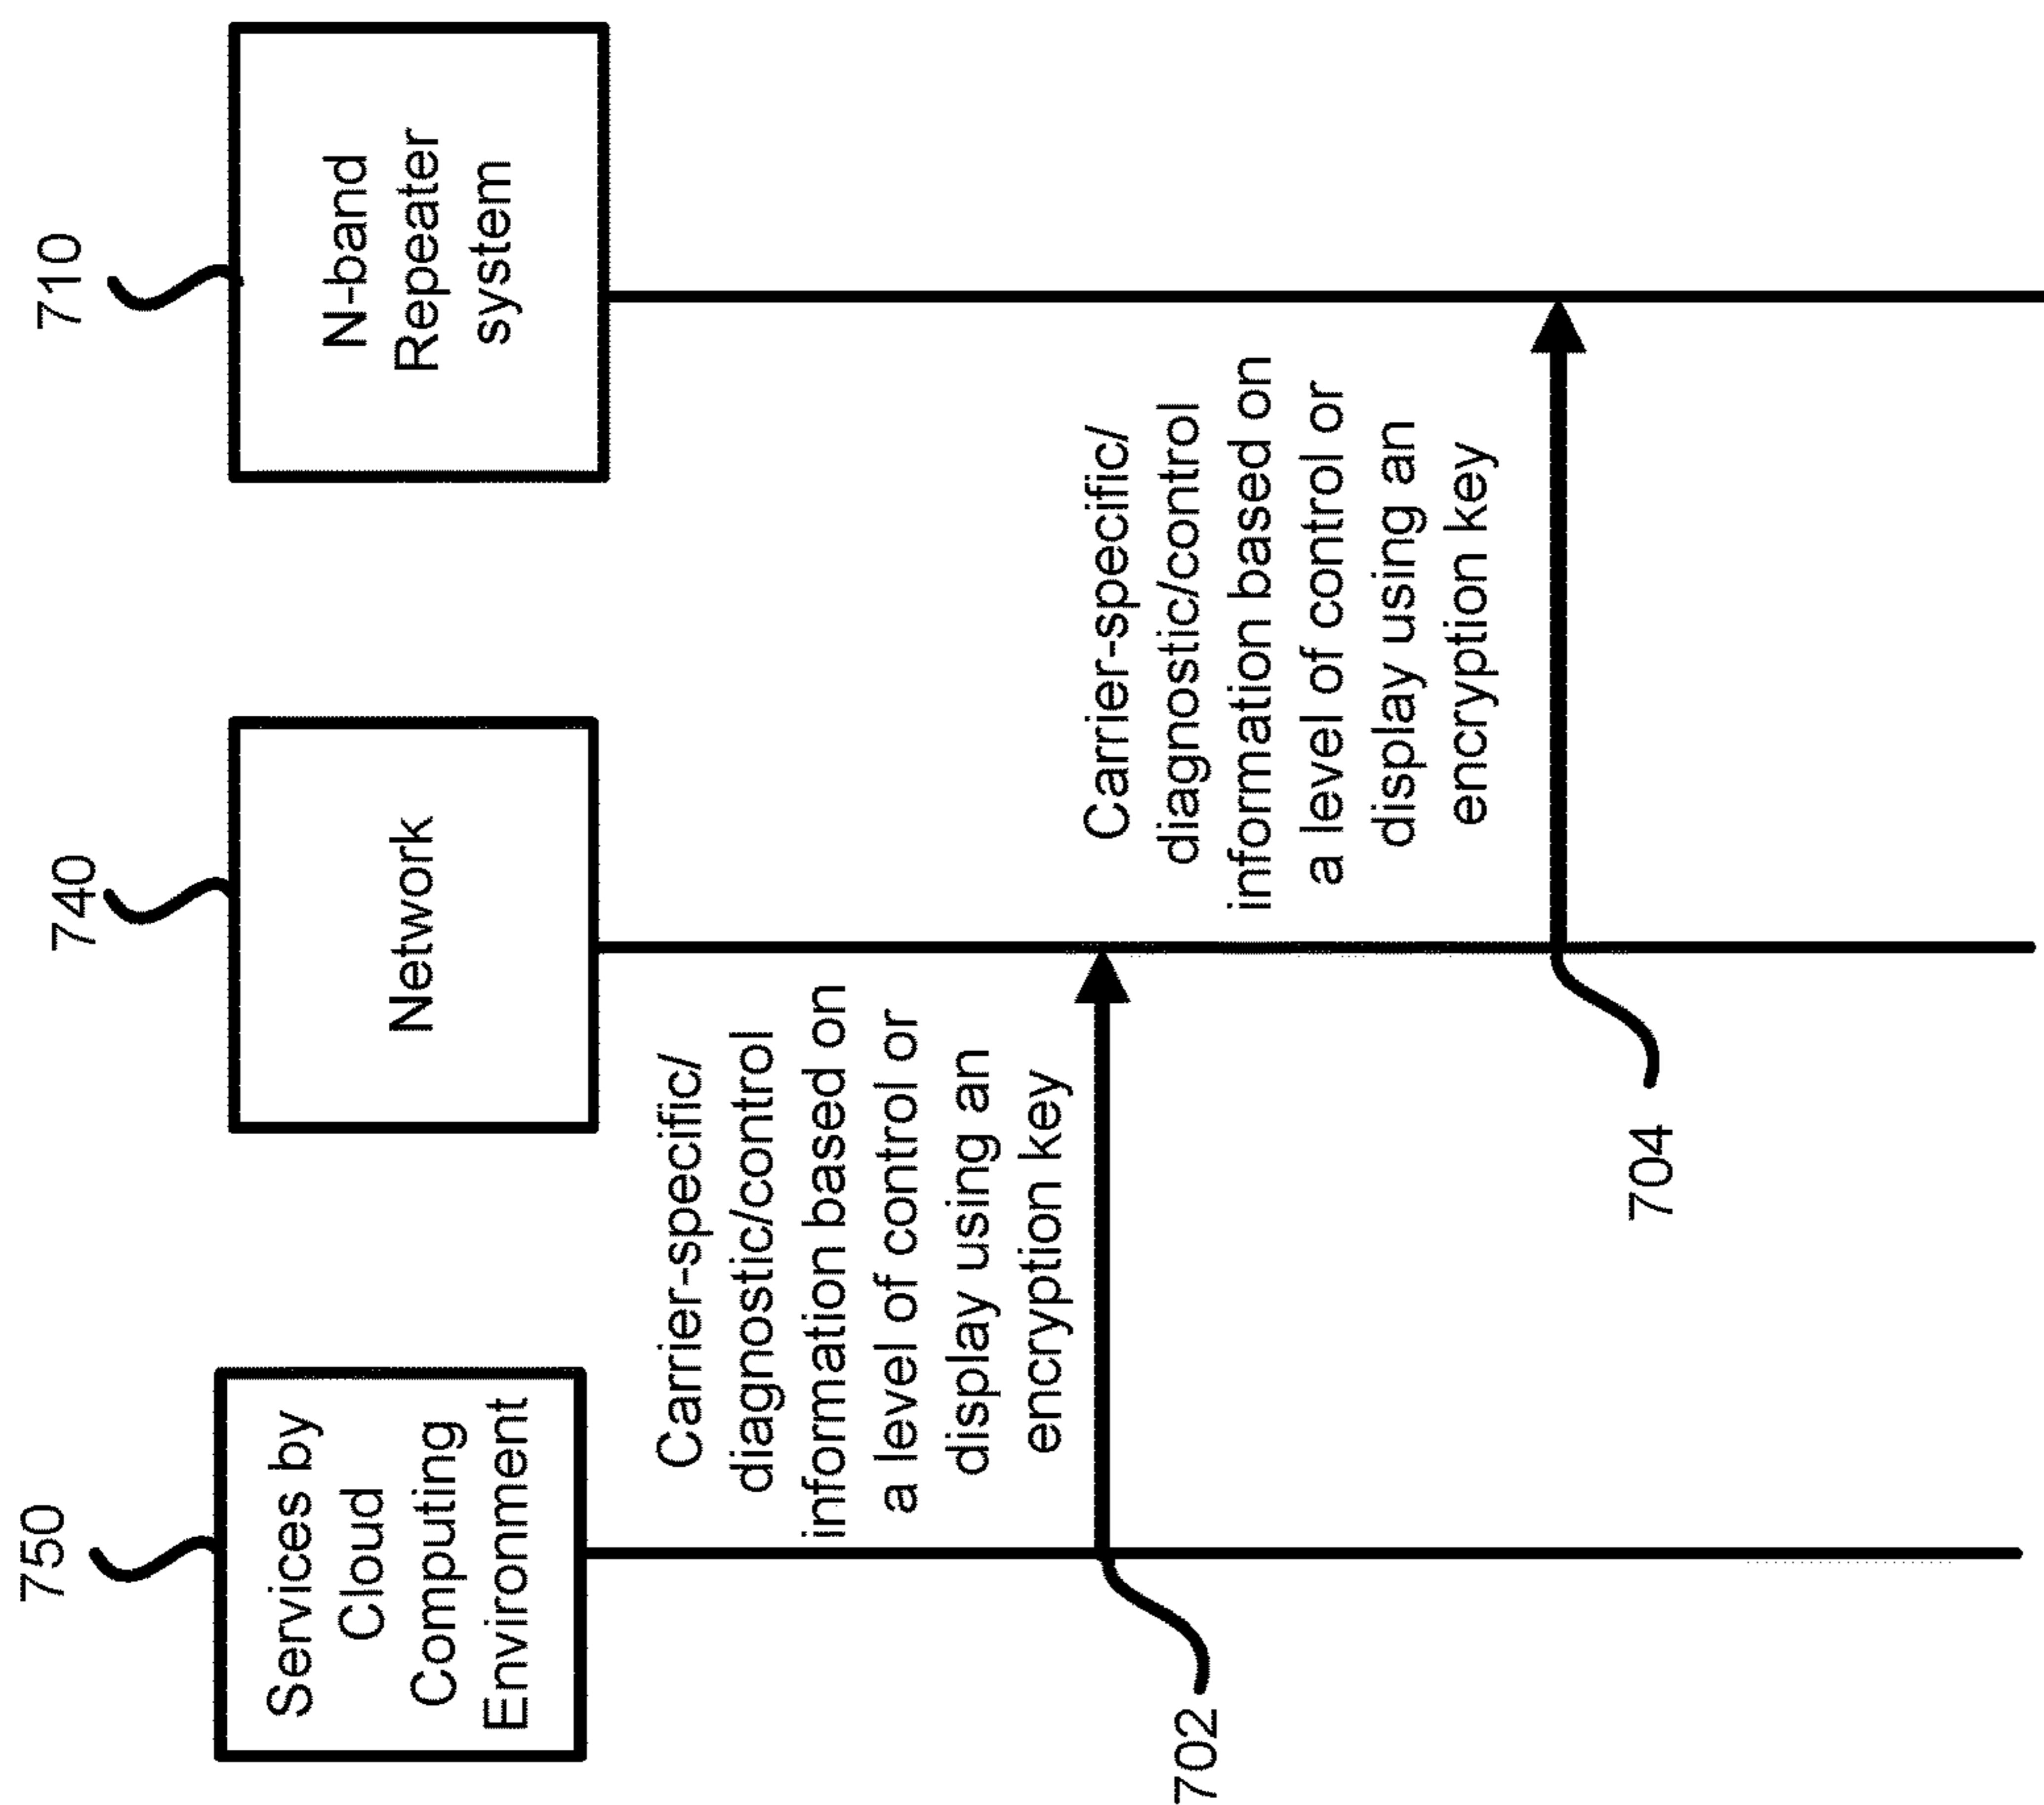 750
Services by
Cloud
Computing
Environment
740
Network
710
N-band
Repeater
system
Carrier-specific/
diagnostic/control
information based on
a level of control or
display using an
encryption key
702
Carrier-specific/
diagnostic/control
information based on
a level of control or
display using an
encryption key
704